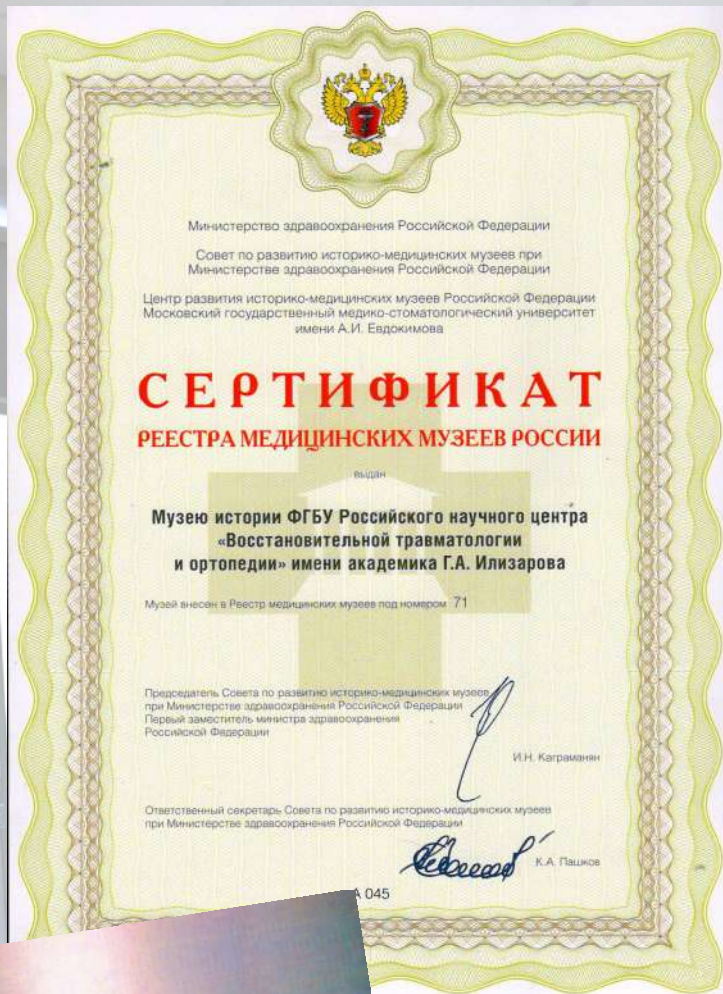 Министерство здравоохранения Российской Федерации
Совет по развитию историко-медицинских музеев при
Министерстве здравоохранения Российской Федерации
Центр развития историко-медицинских музеев Российской Федерации
Московский государственный медико-стоматологический университет
имени А.И. Евдокимова
СЕРТИФИКАТ
РЕЕСТРА МЕДИЦИНСКИХ МУЗЕЕВ РОССИИ
выдан
Музею истории ФГБУ Российского научного центра
«Восстановительной травматологии
и ортопедии» имени академика Г.А. Илизарова
Музей внесен в Реестр медицинских музеев под номером 71
Председатель Совета по развитию историко-медицинских музеев
при Министерстве здравоохранения Российской Федерации
Первый заместитель министра здравоохранения
Российской Федерации
И.Н. Каграманян
Ответственный секретарь Совета по развитию историко-медицинских музеев
при Министерстве здравоохранения Российской Федерации
К.А. Пашков
045